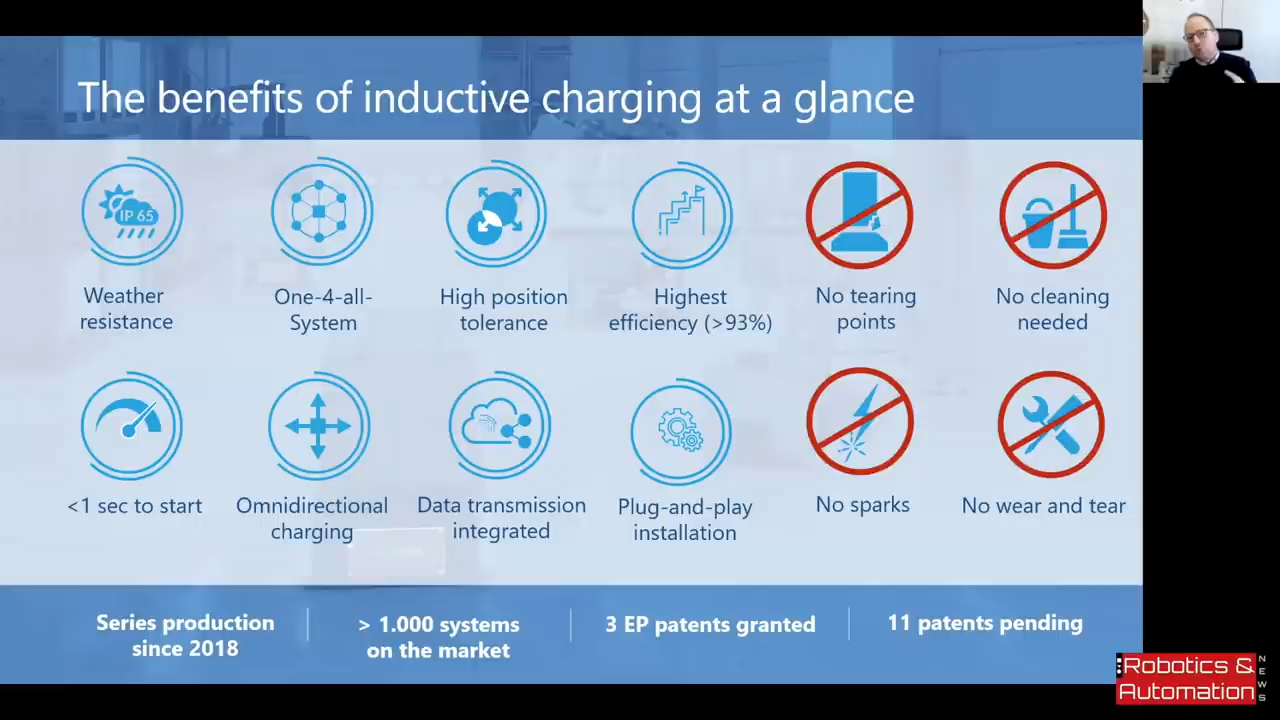 The benefits of inductive charging at a glance
IP 65
Weather
resistance
One-4-all-
System
High position
tolerance
Highest
efficiency (>93%)
No tearing
points
No cleaning
needed
<1 sec to start
Omnidirectional
charging
Data transmission
integrated
Plug-and-play
installation
No sparks
No wear and tear
Series production
since 2018
> 1.000 systems
on the market
3 EP patents granted
11 patents pending
Robotics &
Automation
NEWS